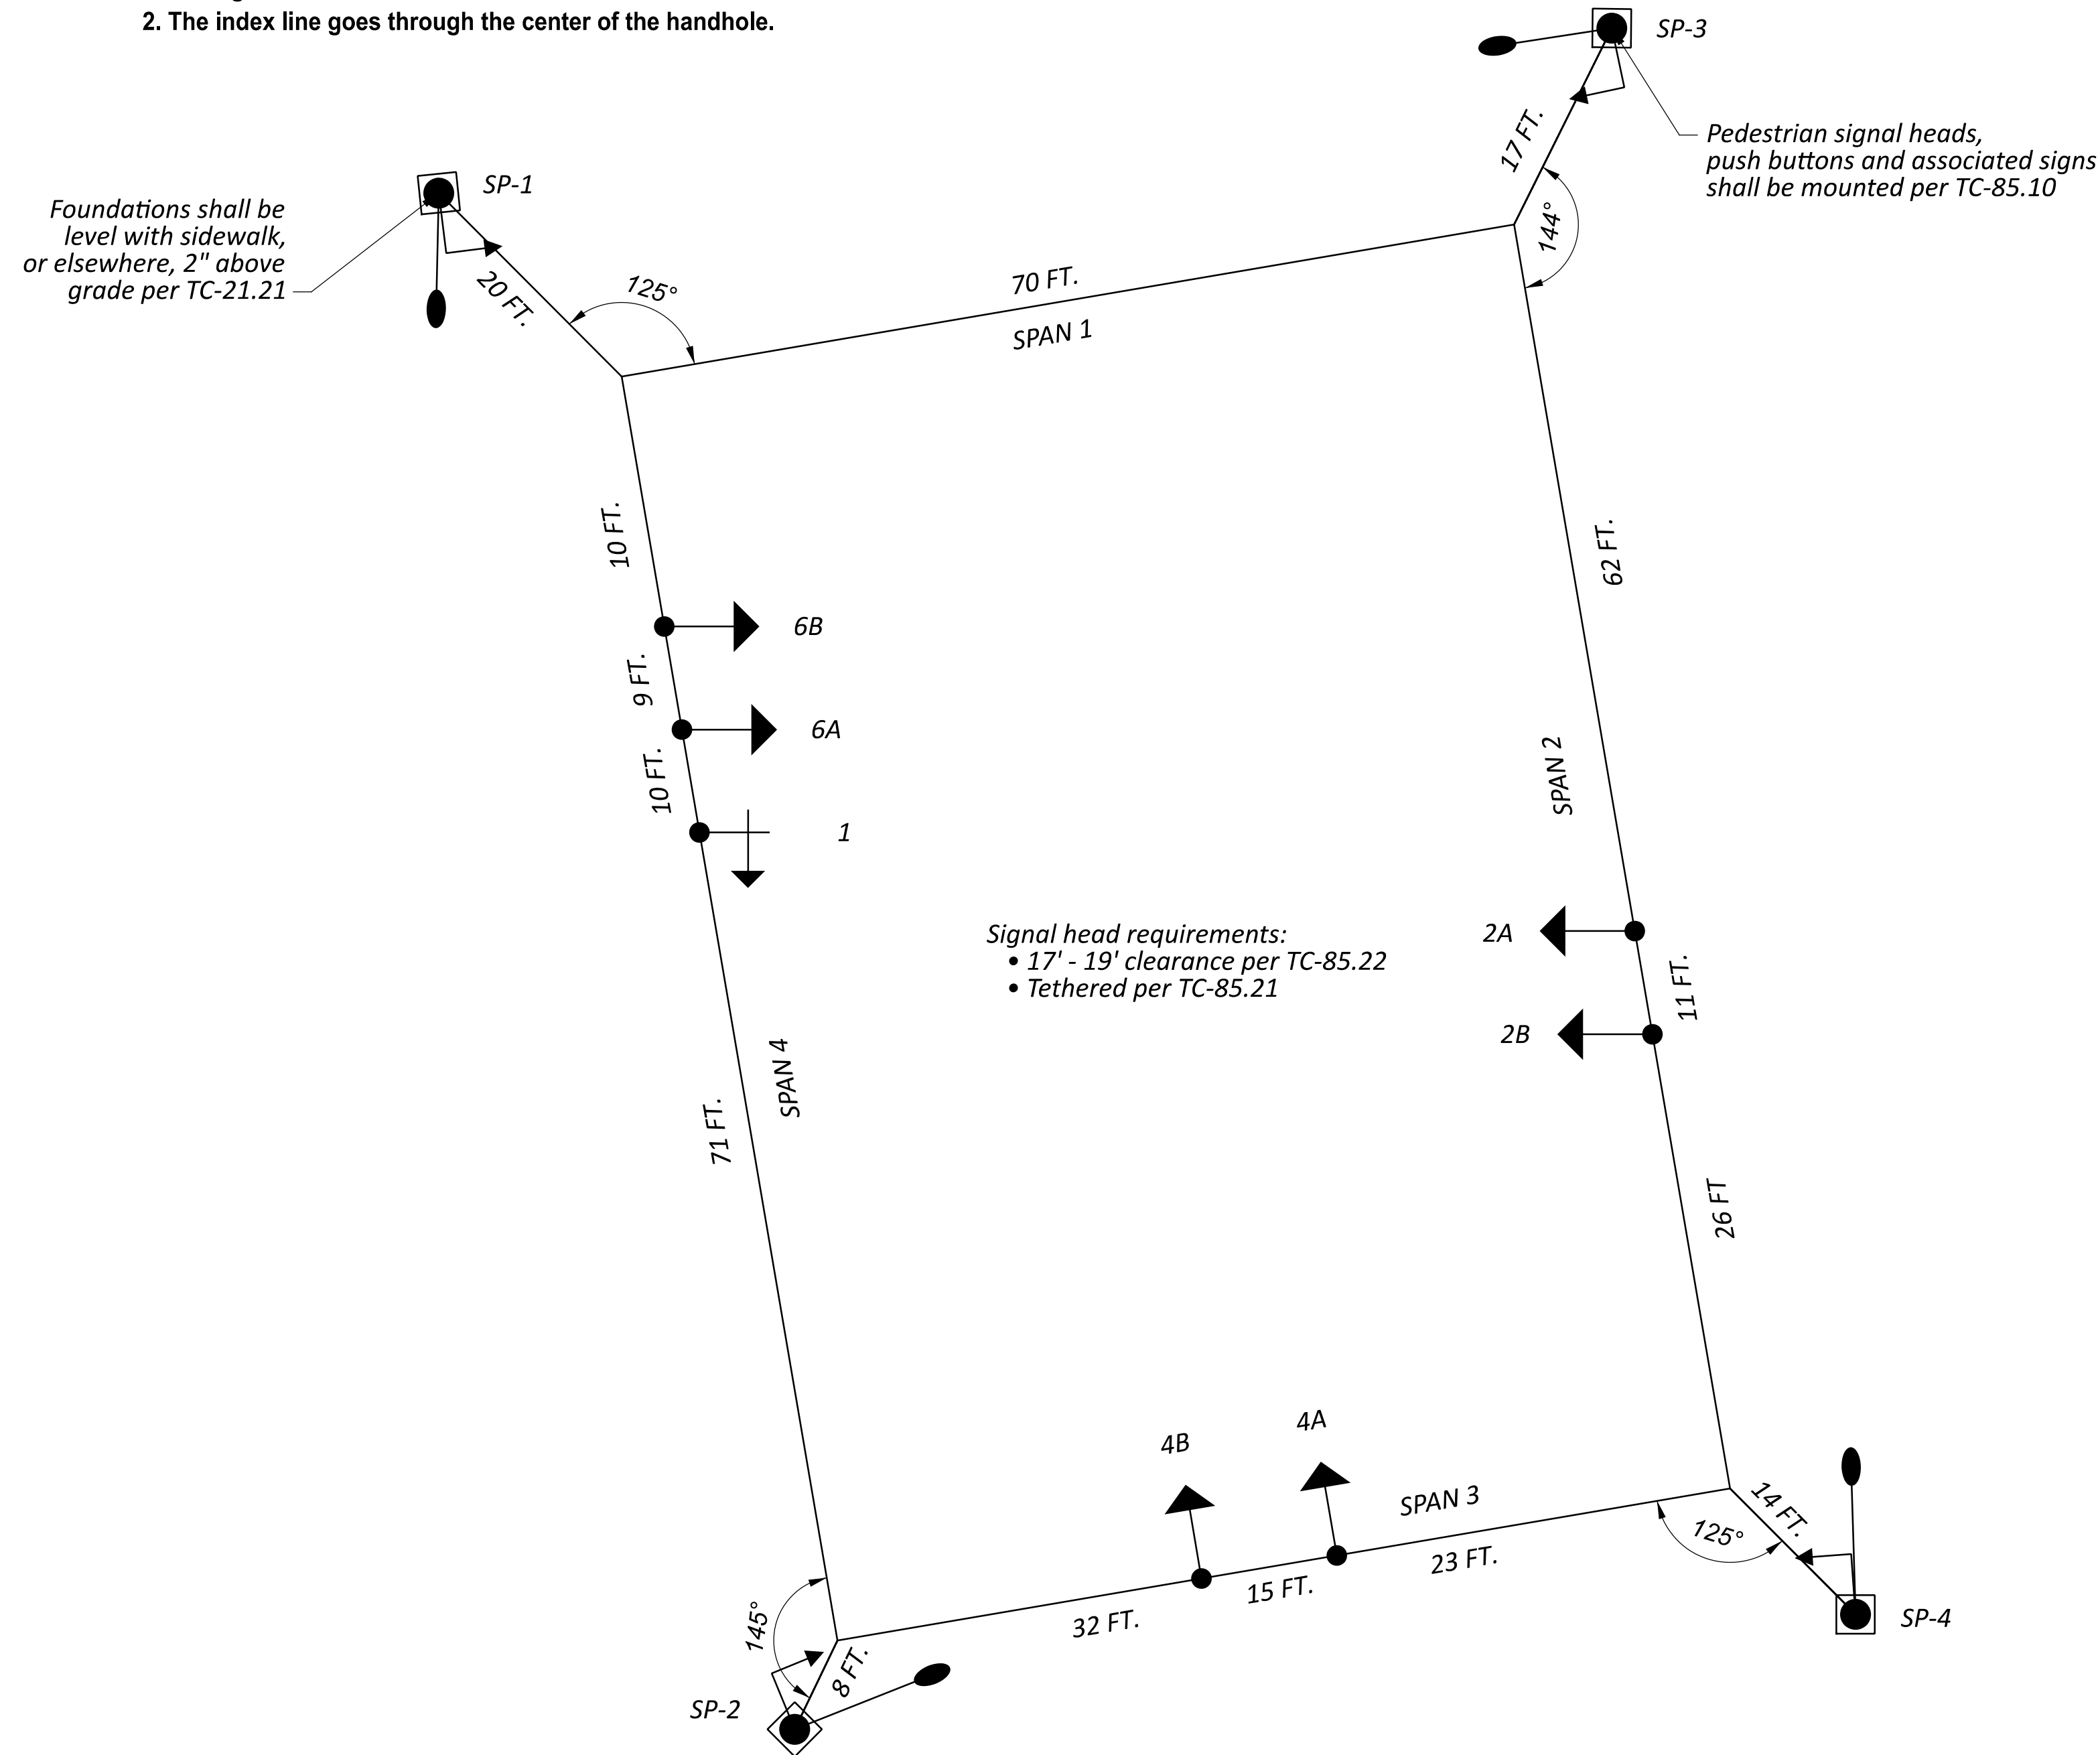 2. The index line goes through the center of the handhole.
SP-3
Pedestrian signal heads,
push buttons and associated signs
shall be mounted per TC-85.10
17 FT.
144°
SP-1
Foundations shall be
level with sidewalk,
or elsewhere, 2" above
grade per TC-21.21
20 FT.
125°
70 FT.
SPAN 1
10 FT.
6B
9 FT.
6A
10 FT.
1
62 FT.
SPAN 2
2A
11 FT.
2B
26 FT
Signal head requirements:
• 17' - 19' clearance per TC-85.22
• Tethered per TC-85.21
SPAN 4
71 FT.
4B
4A
SPAN 3
14 FT.
125°
23 FT.
15 FT.
32 FT.
SP-4
145°
8 FT.
SP-2